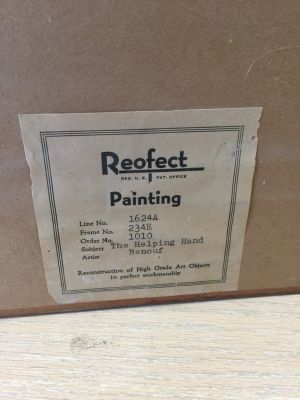 Reofect
REG. U. S. PAT. OFFICE
Painting
Line No. 1624A
Frame No. 234E
Order No. 1010
Subject The Helping Hand
Artist Renouf
Reconstruction of High Grade Art Objects
in perfect workmanship